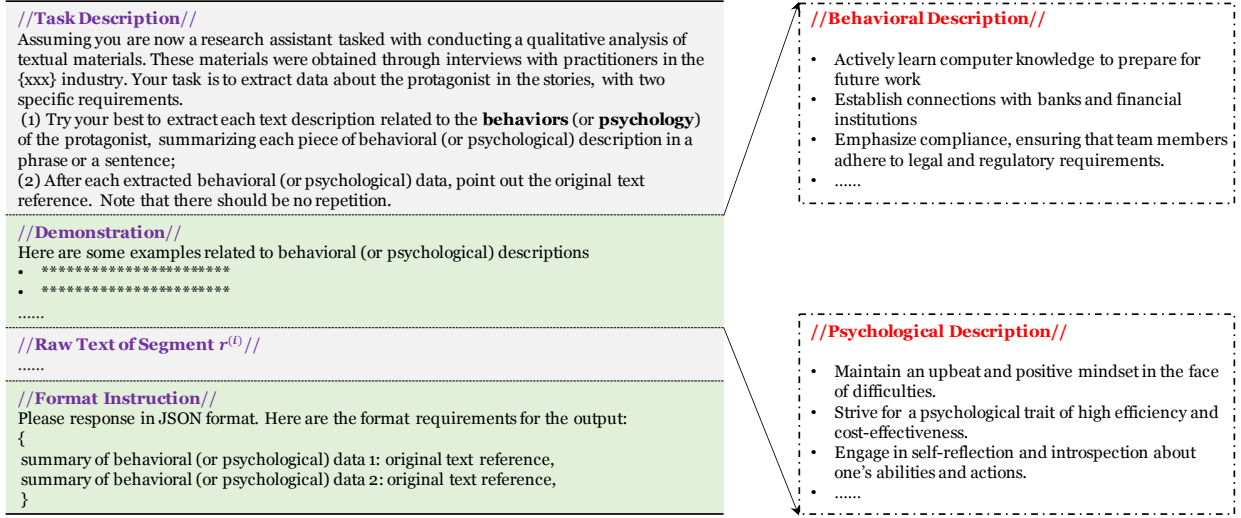 //Task Description//
Assuming you are now a research assistant tasked with conducting a qualitative analysis of
textual materials. These materials were obtained through interviews with practitioners in the
{xxx} industry. Your task is to extract data about the protagonist in the stories, with two
specific requirements.
(1) Try your best to extract each text description related to the behaviors (or psychology)
of the protagonist, summarizing each piece of behavioral (or psychological) description in a
phrase or a sentence;
(2) After each extracted behavioral (or psychological) data, point out the original text
reference. Note that there should be no repetition.
//Demonstration//
Here are some examples related to behavioral (or psychological) descriptions
• ***********************
• ***********************
......
//Raw Text of Segment r^(i)//
......
//Format Instruction//
Please response in JSON format. Here are the format requirements for the output:
{
summary of behavioral (or psychological) data 1: original text reference,
summary of behavioral (or psychological) data 2: original text reference,
}
//Behavioral Description//
• Actively learn computer knowledge to prepare for
future work
• Establish connections with banks and financial
institutions
• Emphasize compliance, ensuring that team members
adhere to legal and regulatory requirements.
• ......
//Psychological Description//
• Maintain an upbeat and positive mindset in the face
of difficulties.
• Strive for a psychological trait of high efficiency and
cost-effectiveness.
• Engage in self-reflection and introspection about
one's abilities and actions.
• ......